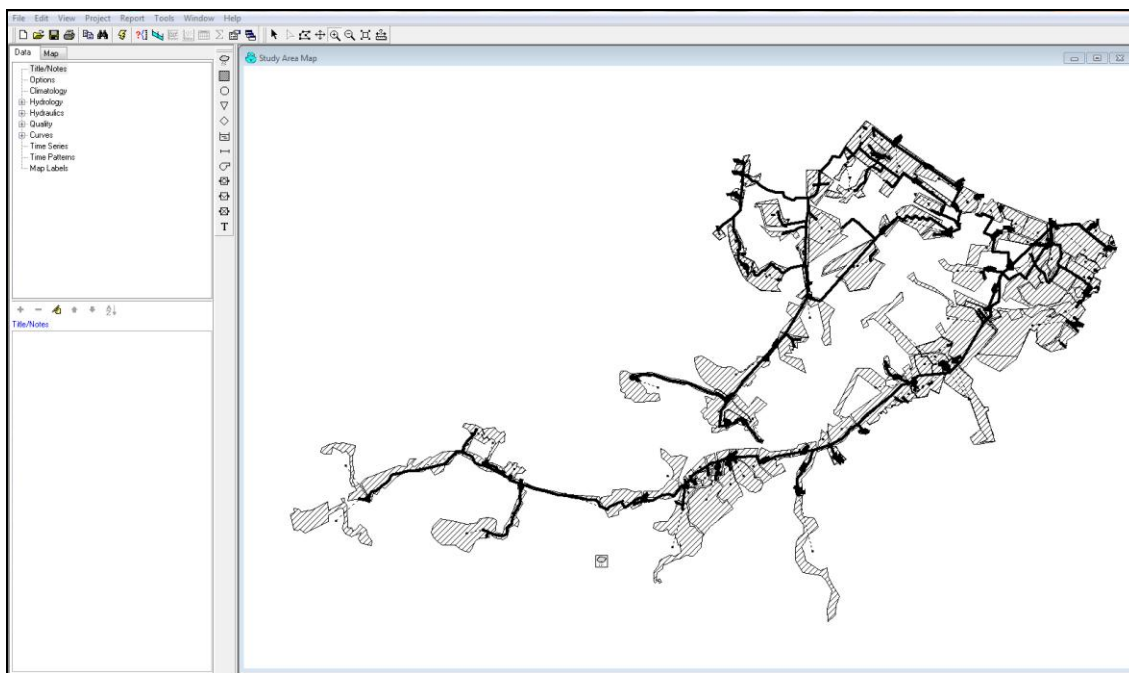 File Edit View Project Report Tools Window Help
Data Map
Study Area Map
Title/Notes
Options
Climatology
Hydrology
Hydraulics
Quality
Curves
Time Series
Time Patterns
Map Labels
T
Title/Notes